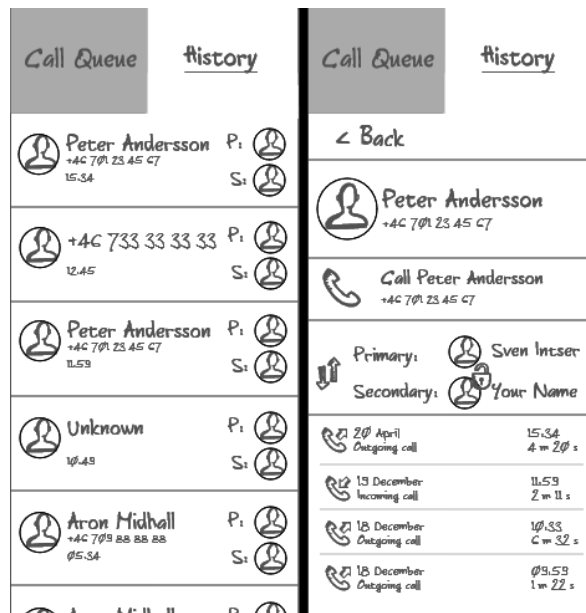 Call Queue
History
Peter Andersson
P:
+46 701 23 45 67
15.34
S:
+46 733 33 33 33
P:
12.45
S:
Peter Andersson
P:
+46 701 23 45 67
11.59
S:
Unknown
P:
10.49
S:
Aron Midhall
P:
+46 709 88 88 88
05.34
S:
Aron Midhall
P:
Call Queue
History
< Back
Peter Andersson
+46 701 23 45 67
Call Peter Andersson
+46 701 23 45 67
Primary:
Sven Intser
Secondary:
Your Name
20 April
15.34
Outgoing call
4 m 20 s
19 December
11.59
Incoming call
2 m 11 s
18 December
10.33
Outgoing call
6 m 32 s
18 December
09.59
Outgoing call
1 m 22 s